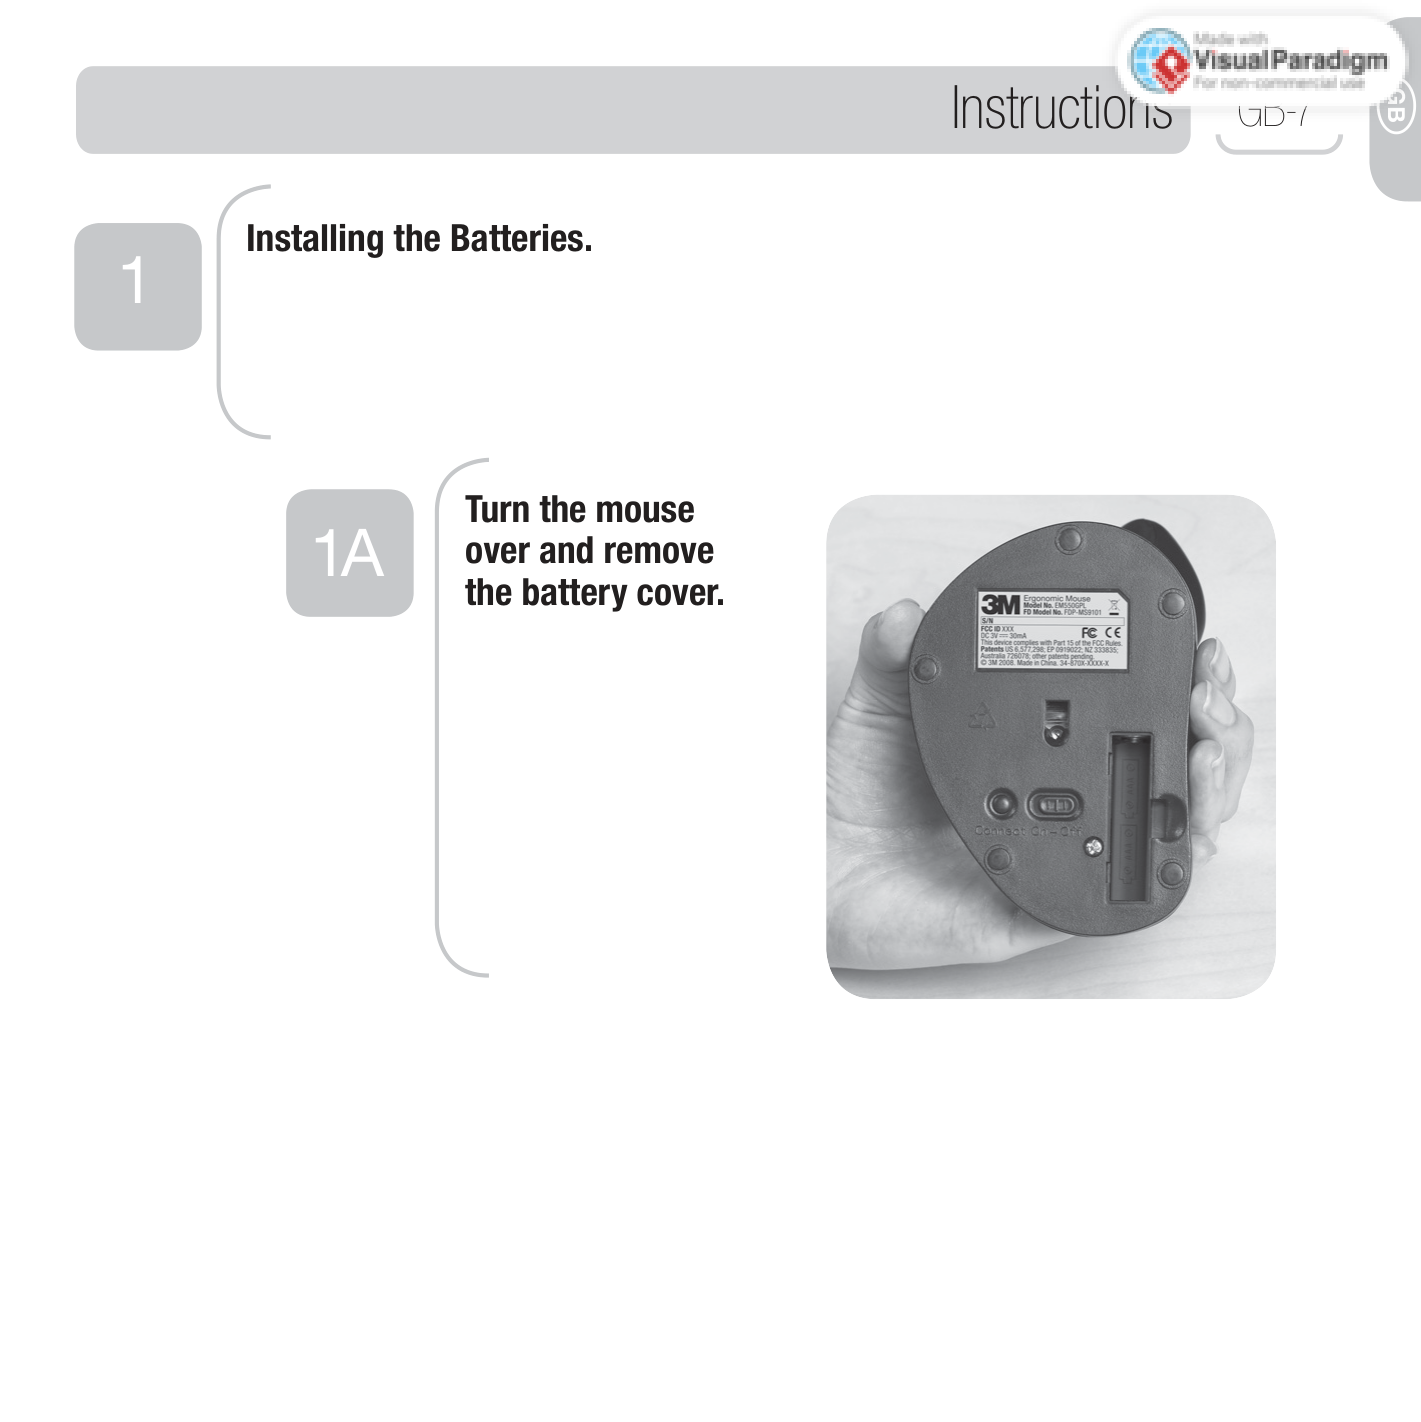 Made with
VisualParadigm
For non-commercial use
Instructions
GB-7
GB
1
Installing the Batteries.
1A
Turn the mouse
over and remove
the battery cover.
3M
Ergonomic Mouse
Model No. EM550GPL
FD Model No. FDP-MS9101
S/N
FCC ID XXX
DC 3V 30mA
FC CE
This device complies with Part 15 of the FCC Rules.
Patents US 6,577,298; EP 0919022; NZ 333835;
Australia 726078; other patents pending.
© 3M 2008. Made in China. 34-870X-XXXX-X
Connect On–Off